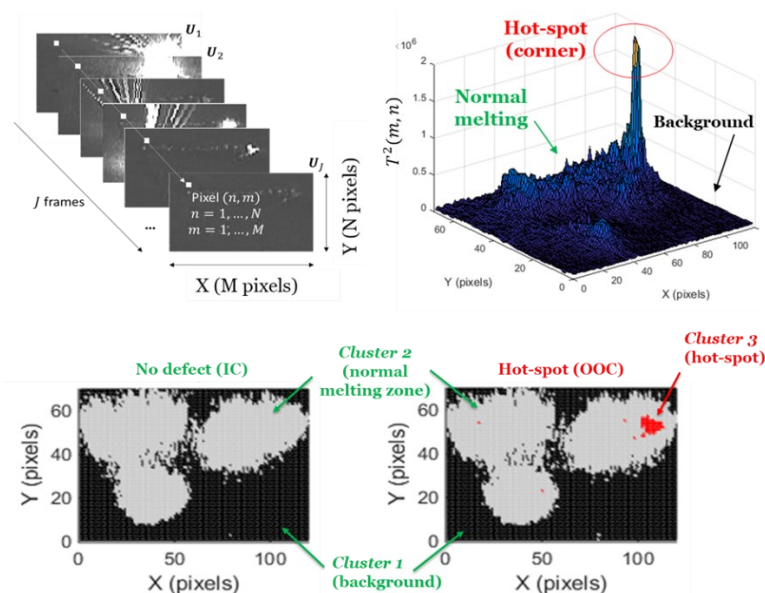 U₁
U₂
U_J
J frames
...
Pixel (n, m)
n = 1, ..., N
m = 1, ..., M
Y (N pixels)
X (M pixels)
Hot-spot
(corner)
×10⁶
Normal
melting
Background
T²(m, n)
2
1.5
1
0.5
0
60
40
20
0
0
20
40
60
80
100
Y (pixels)
X (pixels)
No defect (IC)
Cluster 2
(normal
melting zone)
Hot-spot (OOC)
Cluster 3
(hot-spot)
60
40
20
0
Y (pixels)
0
50
100
X (pixels)
Cluster 1
(background)
60
40
20
0
Y (pixels)
0
50
100
X (pixels)